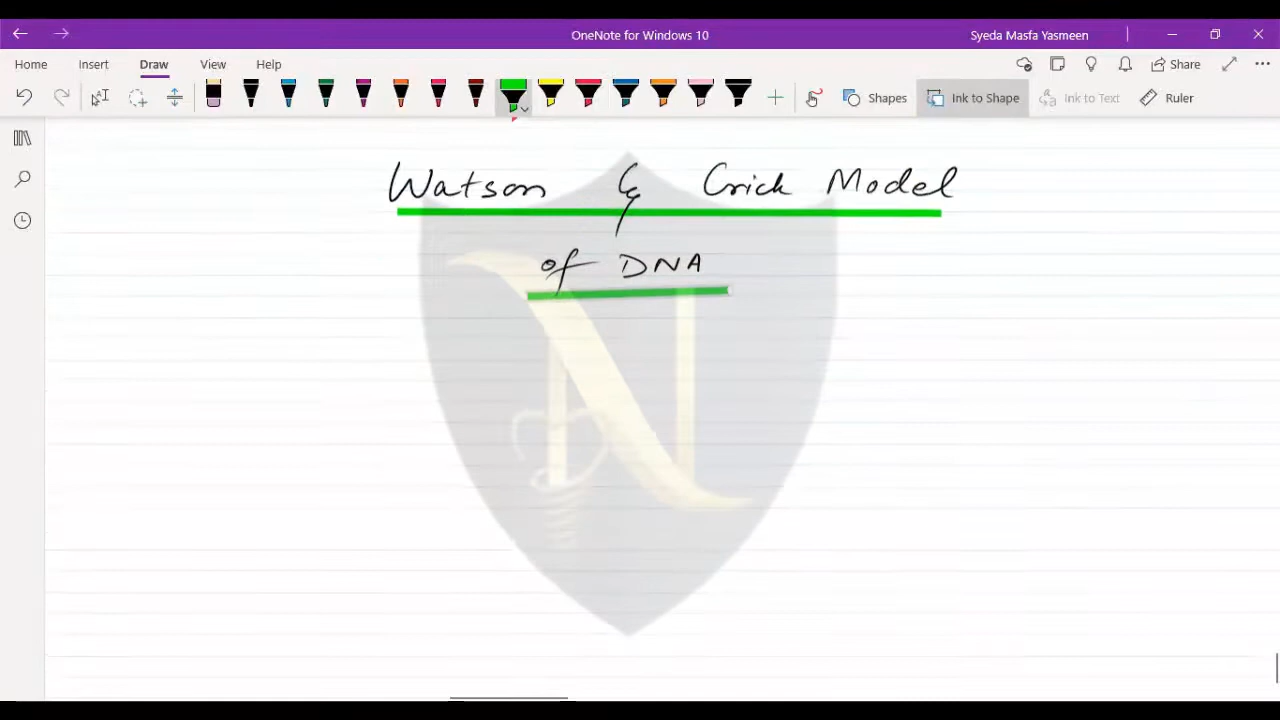 OneNote for Windows 10
Syeda Masfa Yasmeen
Home Insert Draw View Help
Share
Shapes Ink to Shape Ink to Text Ruler
Watson & Crick Model
of DNA
N